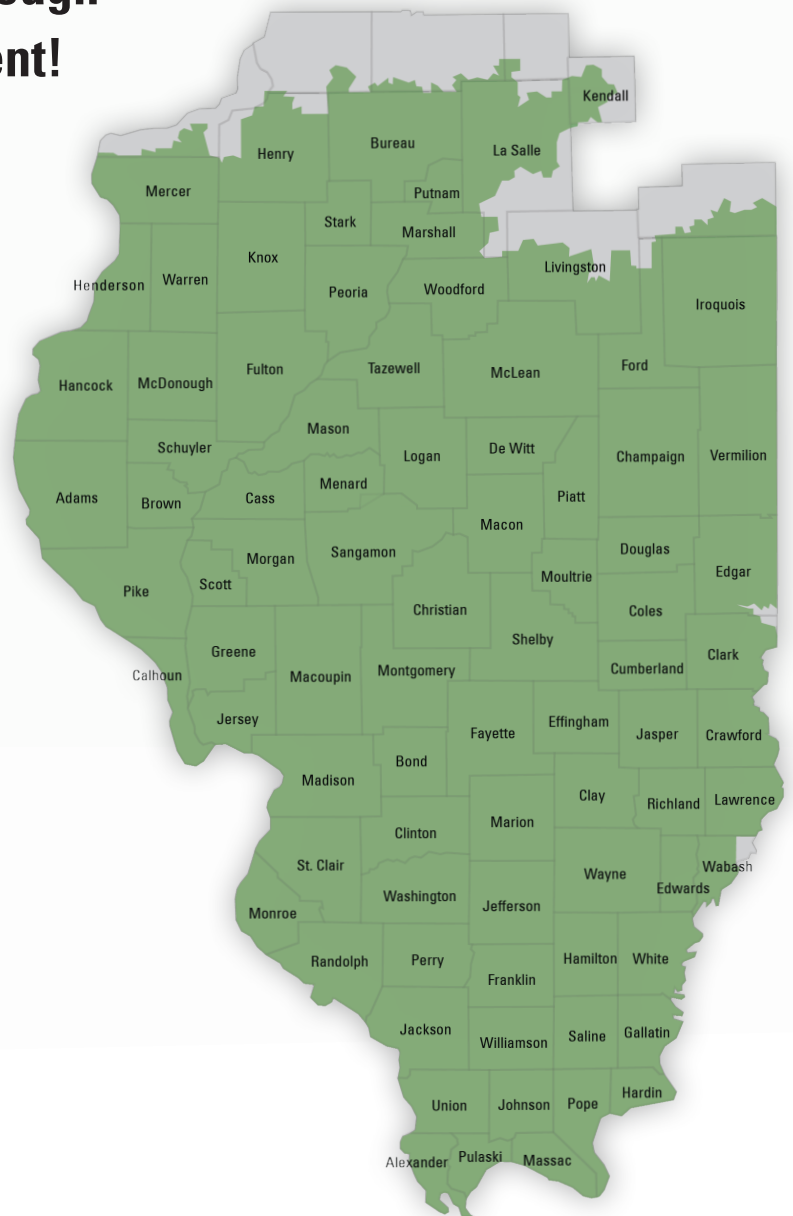 ent!
Kendall
Bureau
La Salle
Henry
Mercer
Putnam
Stark
Marshall
Knox
Livingston
Henderson
Warren
Peoria
Woodford
Iroquois
Fulton
Tazewell
McLean
Ford
Hancock
McDonough
Mason
Schuyler
Logan
De Witt
Champaign
Vermilion
Adams
Brown
Cass
Menard
Piatt
Macon
Morgan
Sangamon
Douglas
Scott
Moultrie
Edgar
Pike
Christian
Coles
Shelby
Greene
Clark
Calhoun
Macoupin
Montgomery
Cumberland
Jersey
Fayette
Effingham
Jasper
Crawford
Bond
Madison
Clay
Richland
Lawrence
Marion
Clinton
St. Clair
Wayne
Wabash
Washington
Edwards
Jefferson
Monroe
Randolph
Perry
Hamilton
White
Franklin
Jackson
Williamson
Saline
Gallatin
Union
Johnson
Pope
Hardin
Alexander
Pulaski
Massac